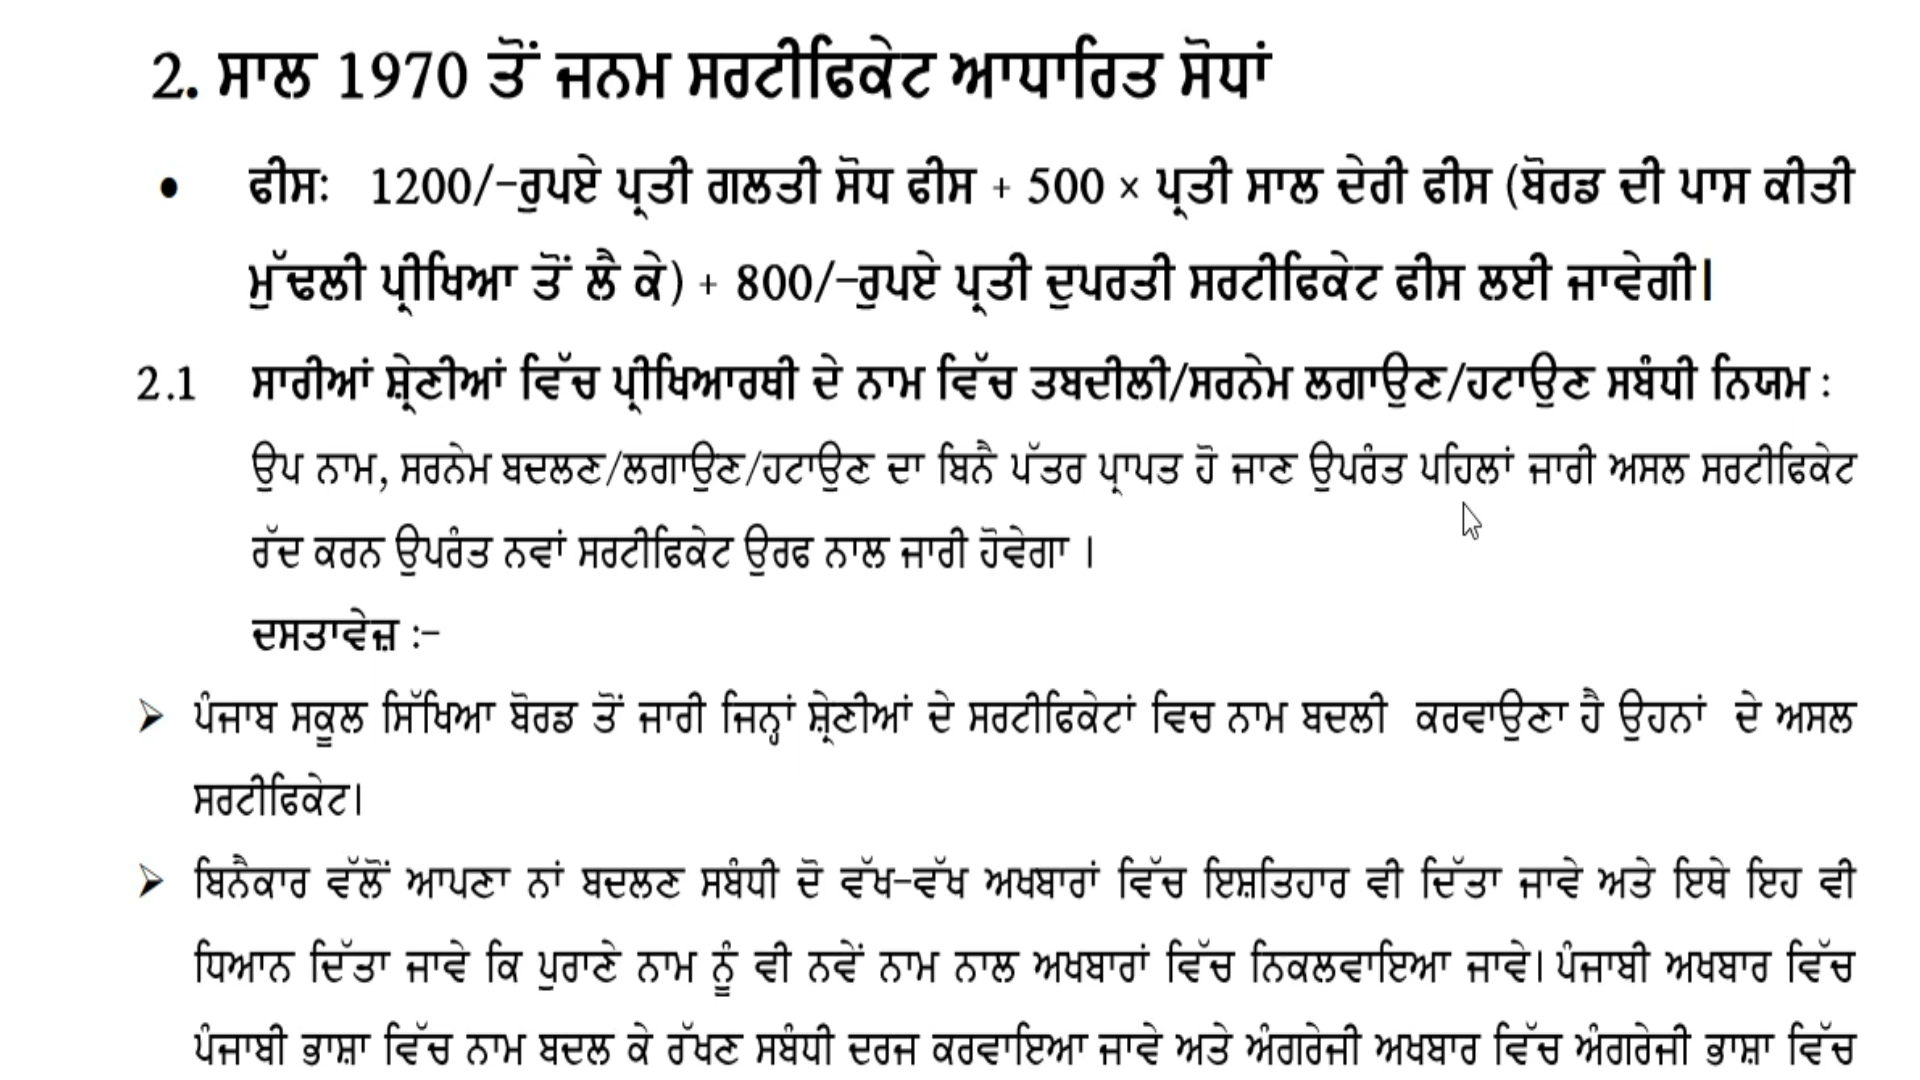 2. ਸਾਲ 1970 ਤੋਂ ਜਨਮ ਸਰਟੀਫਿਕੇਟ ਆਧਾਰਿਤ ਸੋਧਾਂ
• ਫੀਸ: 1200/-ਰੁਪਏ ਪ੍ਰਤੀ ਗਲਤੀ ਸੋਧ ਫੀਸ + 500 × ਪ੍ਰਤੀ ਸਾਲ ਦੇਰੀ ਫੀਸ (ਬੋਰਡ ਦੀ ਪਾਸ ਕੀਤੀ
ਮੁੱਢਲੀ ਪ੍ਰੀਖਿਆ ਤੋਂ ਲੈ ਕੇ) + 800/-ਰੁਪਏ ਪ੍ਰਤੀ ਦੁਪਰਤੀ ਸਰਟੀਫਿਕੇਟ ਫੀਸ ਲਈ ਜਾਵੇਗੀ।
2.1 ਸਾਰੀਆਂ ਸ਼੍ਰੇਣੀਆਂ ਵਿੱਚ ਪ੍ਰੀਖਿਆਰਥੀ ਦੇ ਨਾਮ ਵਿੱਚ ਤਬਦੀਲੀ/ਸਰਨੇਮ ਲਗਾਉਣ/ਹਟਾਉਣ ਸਬੰਧੀ ਨਿਯਮ :
ਉਪ ਨਾਮ, ਸਰਨੇਮ ਬਦਲਣ/ਲਗਾਉਣ/ਹਟਾਉਣ ਦਾ ਬਿਨੈ ਪੱਤਰ ਪ੍ਰਾਪਤ ਹੋ ਜਾਣ ਉਪਰੰਤ ਪਹਿਲਾਂ ਜਾਰੀ ਅਸਲ ਸਰਟੀਫਿਕੇਟ
ਰੱਦ ਕਰਨ ਉਪਰੰਤ ਨਵਾਂ ਸਰਟੀਫਿਕੇਟ ਉਰਫ ਨਾਲ ਜਾਰੀ ਹੋਵੇਗਾ ।
ਦਸਤਾਵੇਜ਼ :-
➢ ਪੰਜਾਬ ਸਕੂਲ ਸਿੱਖਿਆ ਬੋਰਡ ਤੋਂ ਜਾਰੀ ਜਿਨ੍ਹਾਂ ਸ਼੍ਰੇਣੀਆਂ ਦੇ ਸਰਟੀਫਿਕੇਟਾਂ ਵਿਚ ਨਾਮ ਬਦਲੀ ਕਰਵਾਉਣਾ ਹੈ ਉਹਨਾਂ ਦੇ ਅਸਲ
ਸਰਟੀਫਿਕੇਟ।
➢ ਬਿਨੈਕਾਰ ਵੱਲੋਂ ਆਪਣਾ ਨਾਂ ਬਦਲਣ ਸਬੰਧੀ ਦੋ ਵੱਖ-ਵੱਖ ਅਖਬਾਰਾਂ ਵਿੱਚ ਇਸ਼ਤਿਹਾਰ ਵੀ ਦਿੱਤਾ ਜਾਵੇ ਅਤੇ ਇਥੇ ਇਹ ਵੀ
ਧਿਆਨ ਦਿੱਤਾ ਜਾਵੇ ਕਿ ਪੁਰਾਣੇ ਨਾਮ ਨੂੰ ਵੀ ਨਵੇਂ ਨਾਮ ਨਾਲ ਅਖਬਾਰਾਂ ਵਿੱਚ ਨਿਕਲਵਾਇਆ ਜਾਵੇ। ਪੰਜਾਬੀ ਅਖਬਾਰ ਵਿੱਚ
ਪੰਜਾਬੀ ਭਾਸ਼ਾ ਵਿੱਚ ਨਾਮ ਬਦਲ ਕੇ ਰੱਖਣ ਸਬੰਧੀ ਦਰਜ ਕਰਵਾਇਆ ਜਾਵੇ ਅਤੇ ਅੰਗਰੇਜੀ ਅਖਬਾਰ ਵਿੱਚ ਅੰਗਰੇਜੀ ਭਾਸ਼ਾ ਵਿੱਚ